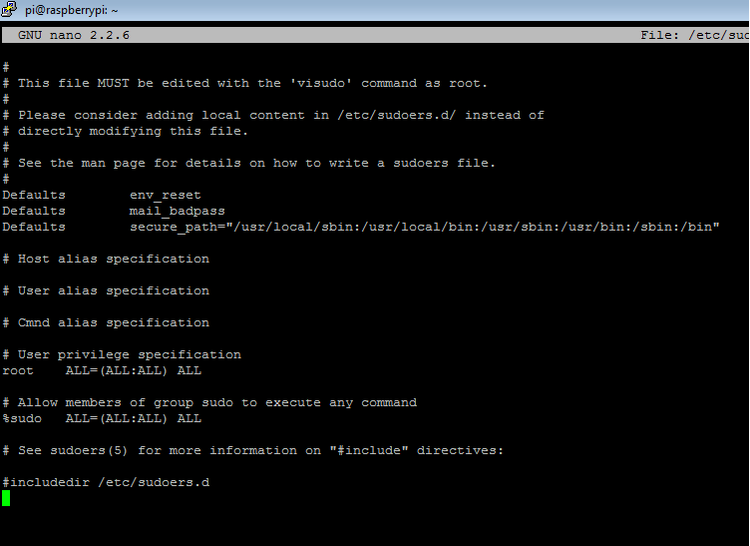 pi@raspberrypi: ~
GNU nano 2.2.6 File: /etc/sud
#
# This file MUST be edited with the 'visudo' command as root.
#
# Please consider adding local content in /etc/sudoers.d/ instead of
# directly modifying this file.
#
# See the man page for details on how to write a sudoers file.
#
Defaults env_reset
Defaults mail_badpass
Defaults secure_path="/usr/local/sbin:/usr/local/bin:/usr/sbin:/usr/bin:/sbin:/bin"
# Host alias specification
# User alias specification
# Cmnd alias specification
# User privilege specification
root ALL=(ALL:ALL) ALL
# Allow members of group sudo to execute any command
%sudo ALL=(ALL:ALL) ALL
# See sudoers(5) for more information on "#include" directives:
#includedir /etc/sudoers.d